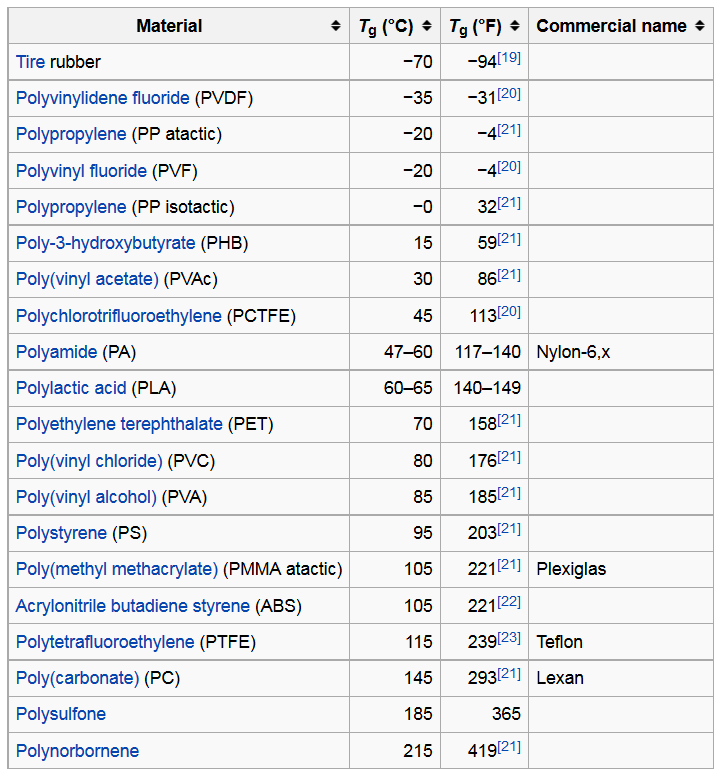 Material Tg (°C) Tg (°F) Commercial name
Tire rubber −70 −94[19]
Polyvinylidene fluoride (PVDF) −35 −31[20]
Polypropylene (PP atactic) −20 −4[21]
Polyvinyl fluoride (PVF) −20 −4[20]
Polypropylene (PP isotactic) −0 32[21]
Poly-3-hydroxybutyrate (PHB) 15 59[21]
Poly(vinyl acetate) (PVAc) 30 86[21]
Polychlorotrifluoroethylene (PCTFE) 45 113[20]
Polyamide (PA) 47–60 117–140 Nylon-6,x
Polylactic acid (PLA) 60–65 140–149
Polyethylene terephthalate (PET) 70 158[21]
Poly(vinyl chloride) (PVC) 80 176[21]
Poly(vinyl alcohol) (PVA) 85 185[21]
Polystyrene (PS) 95 203[21]
Poly(methyl methacrylate) (PMMA atactic) 105 221[21] Plexiglas
Acrylonitrile butadiene styrene (ABS) 105 221[22]
Polytetrafluoroethylene (PTFE) 115 239[23] Teflon
Poly(carbonate) (PC) 145 293[21] Lexan
Polysulfone 185 365
Polynorbornene 215 419[21]